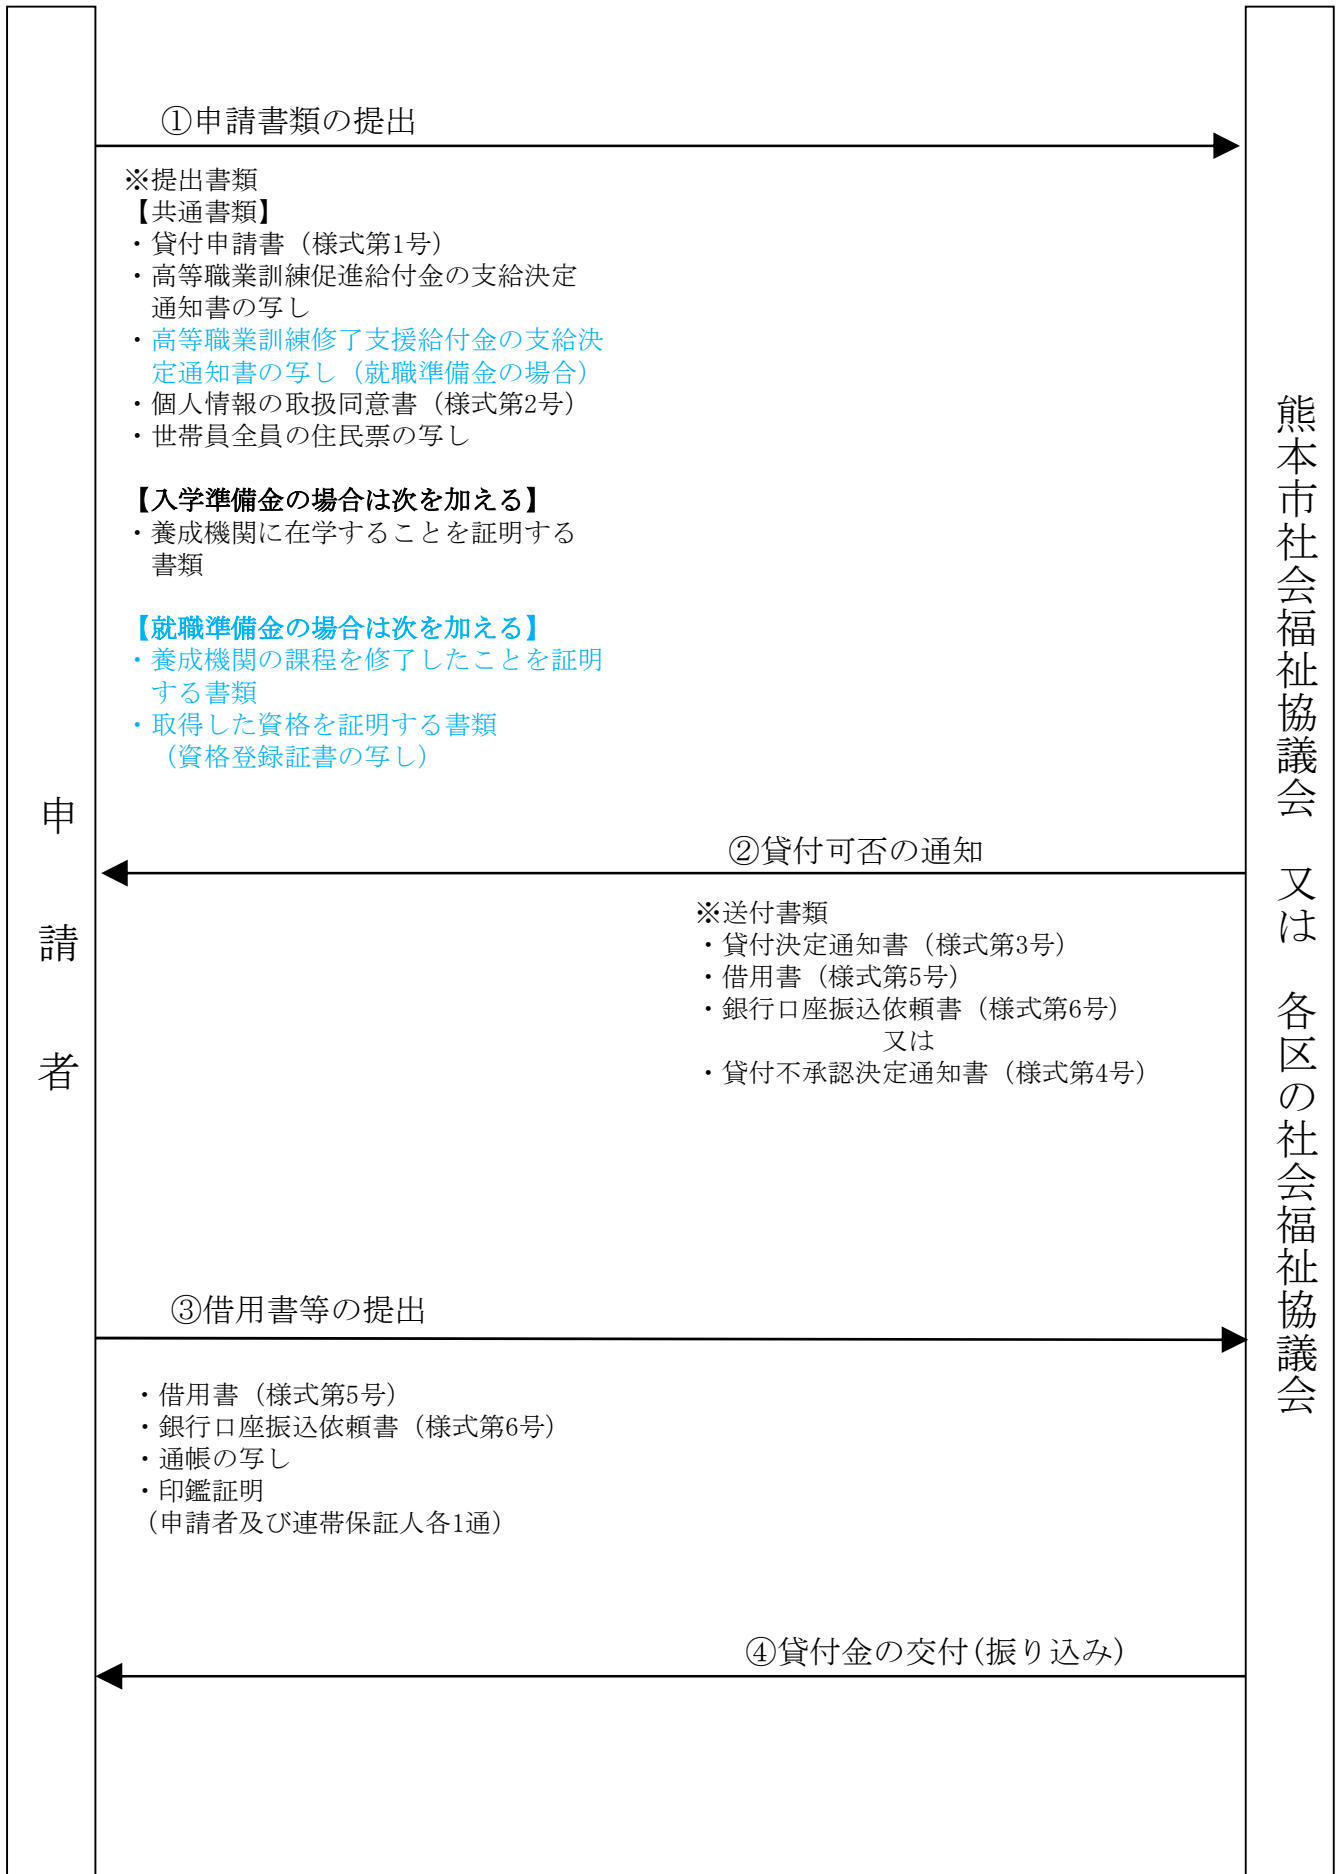 ①申請書類の提出
※提出書類
【共通書類】
・貸付申請書（様式第1号）
・高等職業訓練促進給付金の支給決定
通知書の写し
・高等職業訓練修了支援給付金の支給決
定通知書の写し（就職準備金の場合）
・個人情報の取扱同意書（様式第2号）
・世帯員全員の住民票の写し
【入学準備金の場合は次を加える】
・養成機関に在学することを証明する
書類
【就職準備金の場合は次を加える】
・養成機関の課程を修了したことを証明
する書類
・取得した資格を証明する書類
（資格登録証書の写し）
申請者
熊本市社会福祉協議会　又は　各区の社会福祉協議会
②貸付可否の通知
※送付書類
・貸付決定通知書（様式第3号）
・借用書（様式第5号）
・銀行口座振込依頼書（様式第6号）
又は
・貸付不承認決定通知書（様式第4号）
③借用書等の提出
・借用書（様式第5号）
・銀行口座振込依頼書（様式第6号）
・通帳の写し
・印鑑証明
（申請者及び連帯保証人各1通）
④貸付金の交付(振り込み)